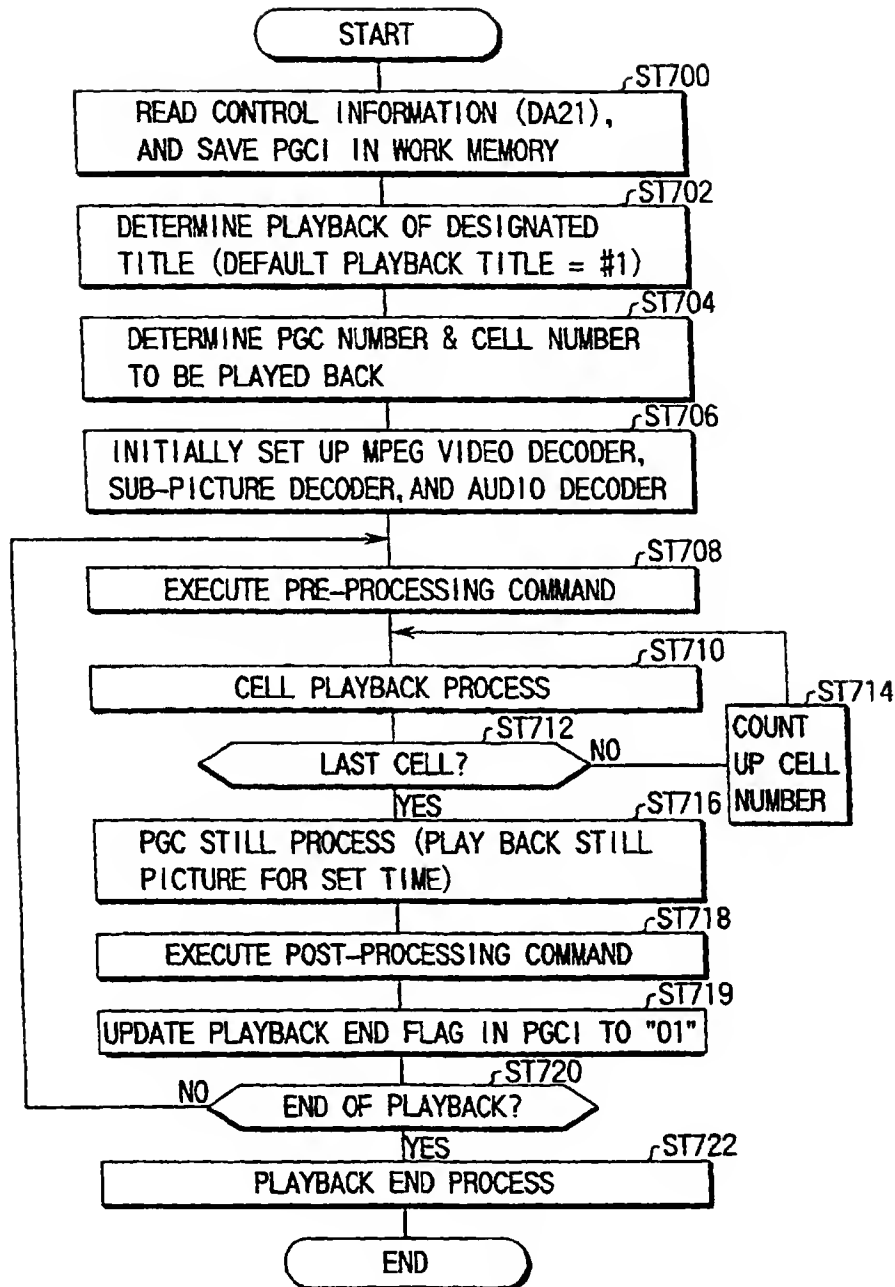 START
ST700
READ CONTROL INFORMATION (DA21),
AND SAVE PGCI IN WORK MEMORY
ST702
DETERMINE PLAYBACK OF DESIGNATED
TITLE (DEFAULT PLAYBACK TITLE = #1)
ST704
DETERMINE PGC NUMBER & CELL NUMBER
TO BE PLAYED BACK
ST706
INITIALLY SET UP MPEG VIDEO DECODER,
SUB-PICTURE DECODER, AND AUDIO DECODER
ST708
EXECUTE PRE-PROCESSING COMMAND
ST710
CELL PLAYBACK PROCESS
ST712
LAST CELL?
NO
ST714
COUNT
UP CELL
NUMBER
YES
ST716
PGC STILL PROCESS (PLAY BACK STILL
PICTURE FOR SET TIME)
ST718
EXECUTE POST-PROCESSING COMMAND
ST719
UPDATE PLAYBACK END FLAG IN PGCI TO "01"
ST720
NO
END OF PLAYBACK?
YES
ST722
PLAYBACK END PROCESS
END